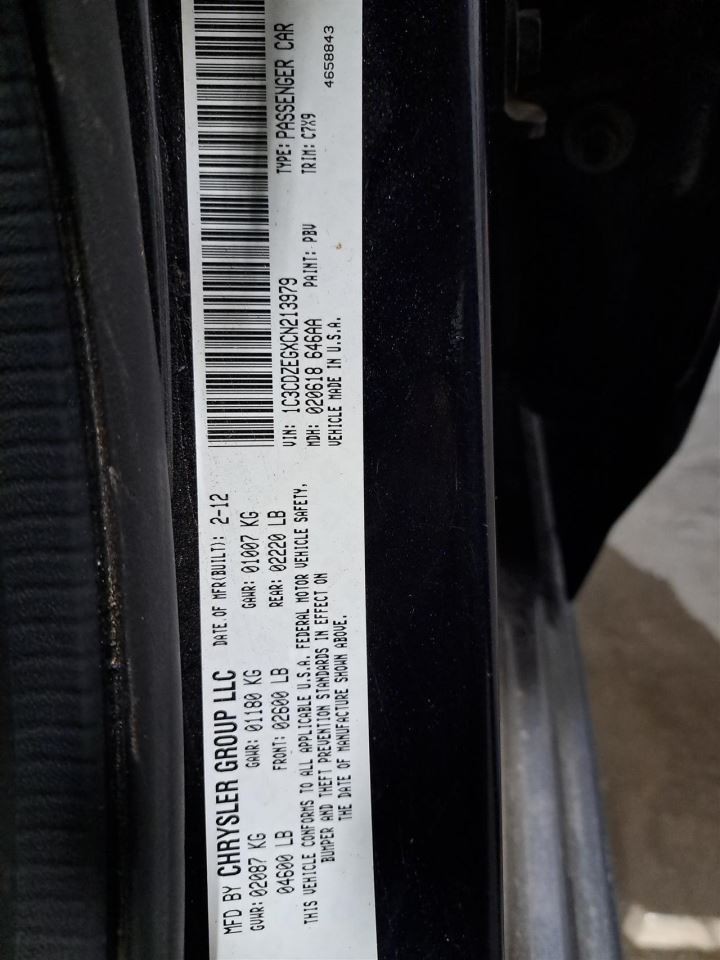 MFD BY CHRYSLER GROUP LLC DATE OF MFR(BUILT): 2-12
GVWR: 02087 KG GAWR: 01180 KG GAWR: 01007 KG
04600 LB FRONT: 02600 LB REAR: 02220 LB
THIS VEHICLE CONFORMS TO ALL APPLICABLE U.S.A. FEDERAL MOTOR VEHICLE SAFETY,
BUMPER AND THEFT PREVENTION STANDARDS IN EFFECT ON
THE DATE OF MANUFACTURE SHOWN ABOVE.
VIN: 1C3CDZEGXCN213979 TYPE: PASSENGER CAR
MDH: 020618 646AA PAINT: PBV TRIM: C7X9
VEHICLE MADE IN U.S.A. 4658843